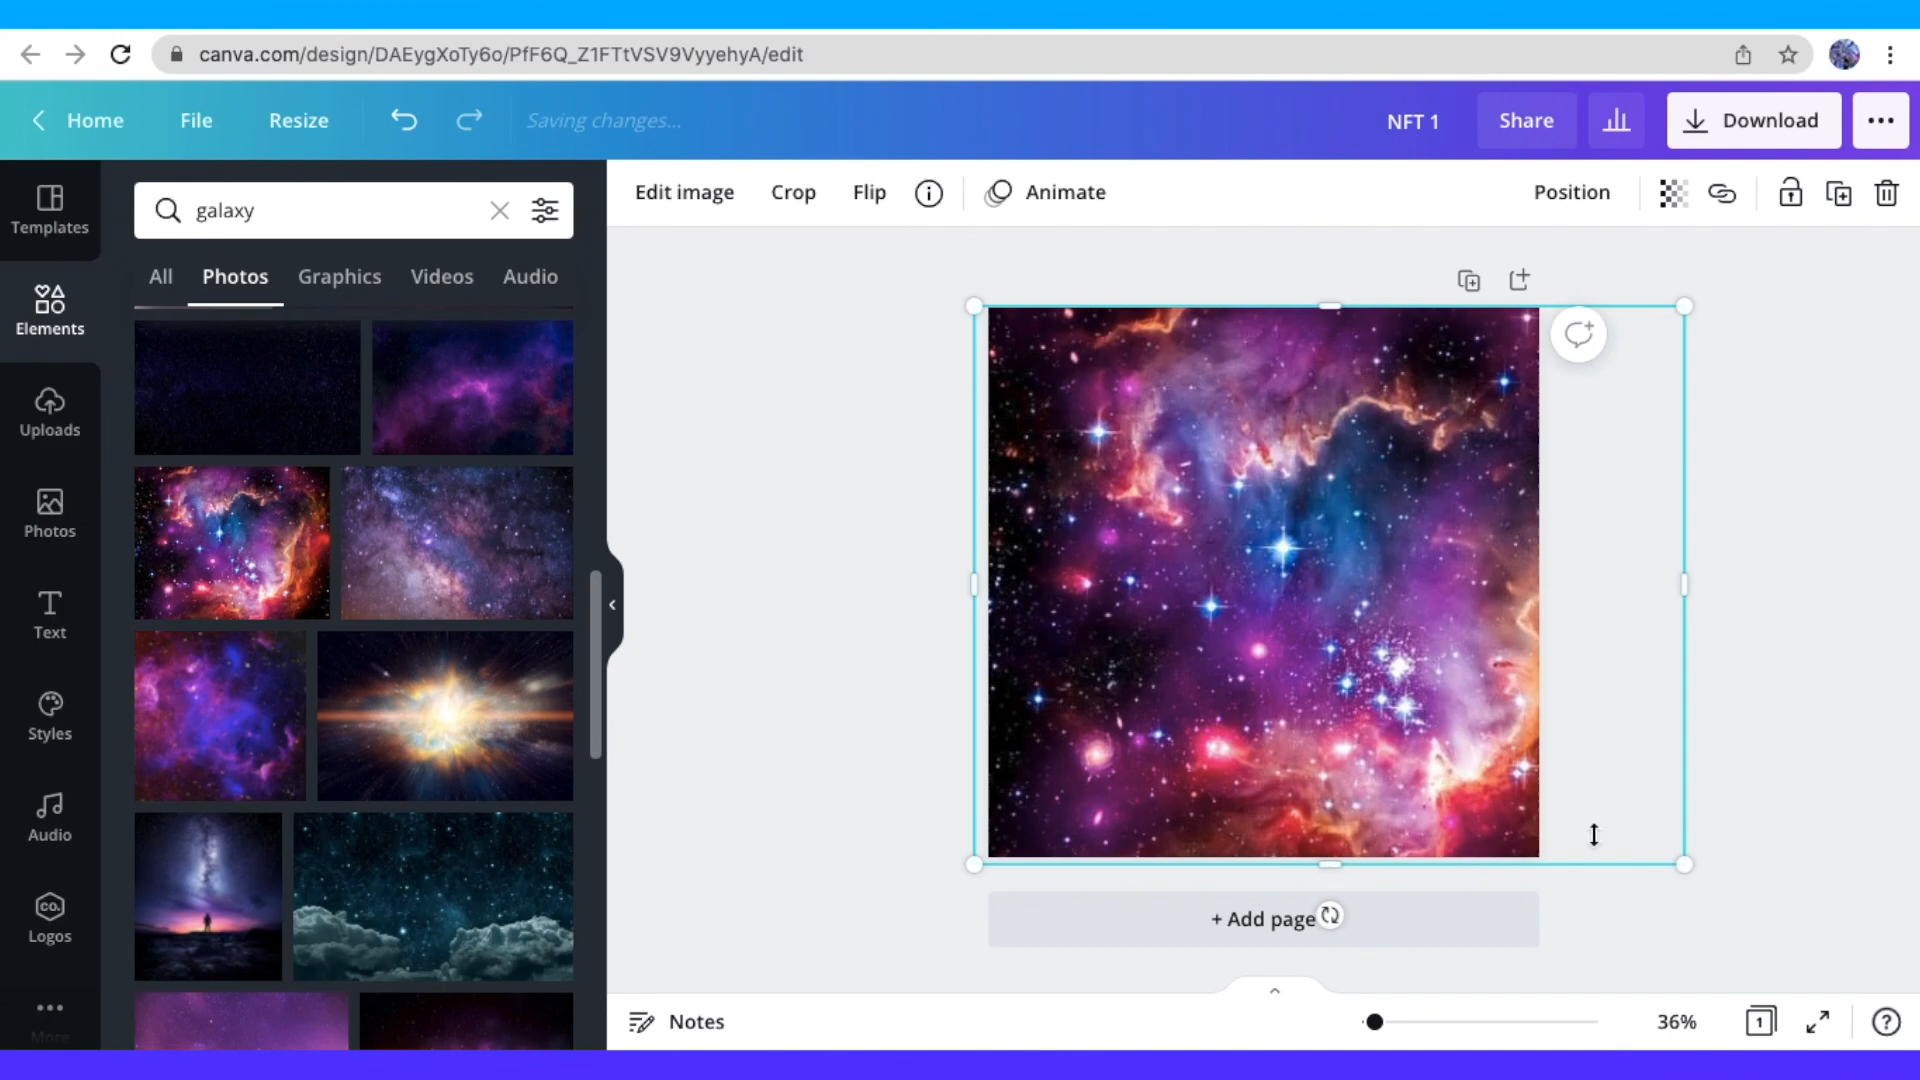 canva.com/design/DAEygXoTy6o/PfF6Q_Z1FTtVSV9VyyehyA/edit
Home
File
Resize
Saving changes...
NFT 1
Share
Download
Templates
Elements
Uploads
Photos
Text
Styles
Audio
CO.
Logos
More
galaxy
All
Photos
Graphics
Videos
Audio
Edit image
Crop
Flip
Animate
Position
+ Add page
Notes
36%
1